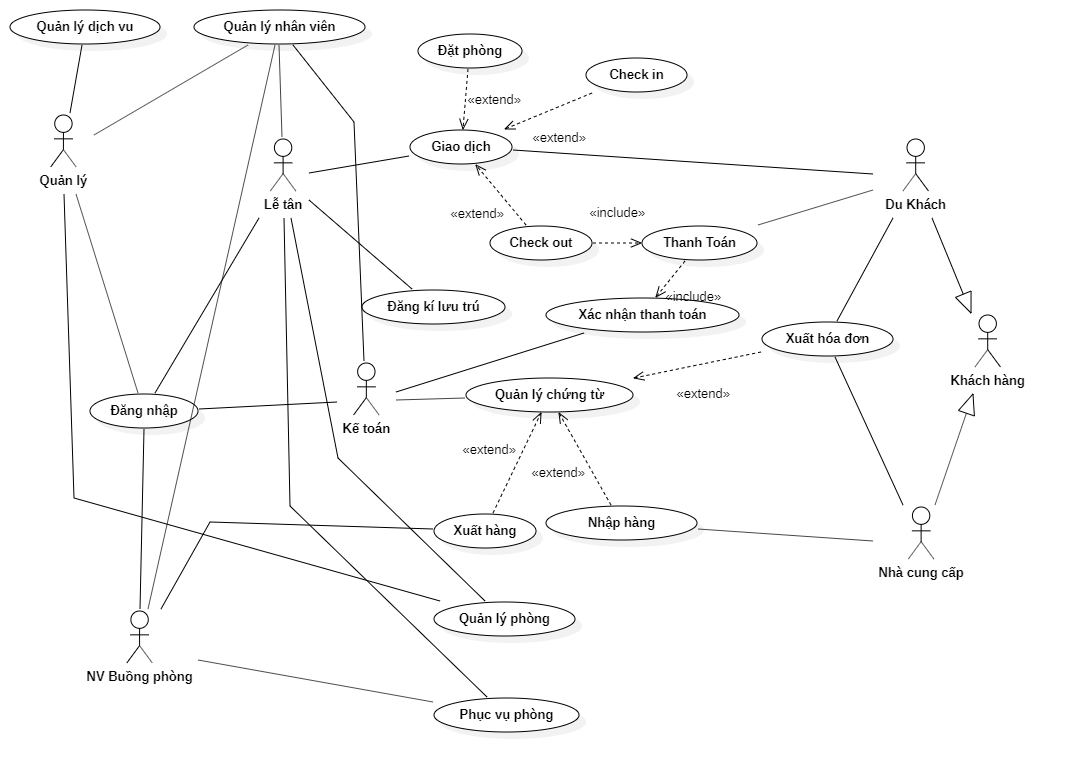 Quản lý dịch vu
Quản lý nhân viên
Đặt phòng
Check in
«extend»
«extend»
Giao dịch
Quản lý
Lễ tân
Du Khách
«extend»
«include»
Check out
Thanh Toán
«include»
Đăng kí lưu trú
Xác nhận thanh toán
Xuất hóa đơn
Khách hàng
«extend»
Quản lý chứng từ
Đăng nhập
Kế toán
«extend»
«extend»
Xuất hàng
Nhập hàng
Nhà cung cấp
Quản lý phòng
NV Buồng phòng
Phục vụ phòng